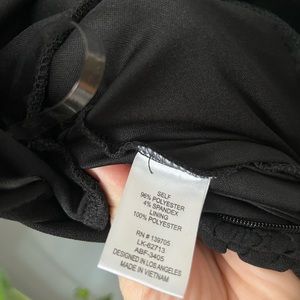 SELF
96% POLYESTER
4% SPANDEX
LINING
100% POLYESTER
RN # 139705
LK-62713
ABF-3405
DESIGNED IN LOS ANGELES
MADE IN VIETNAM